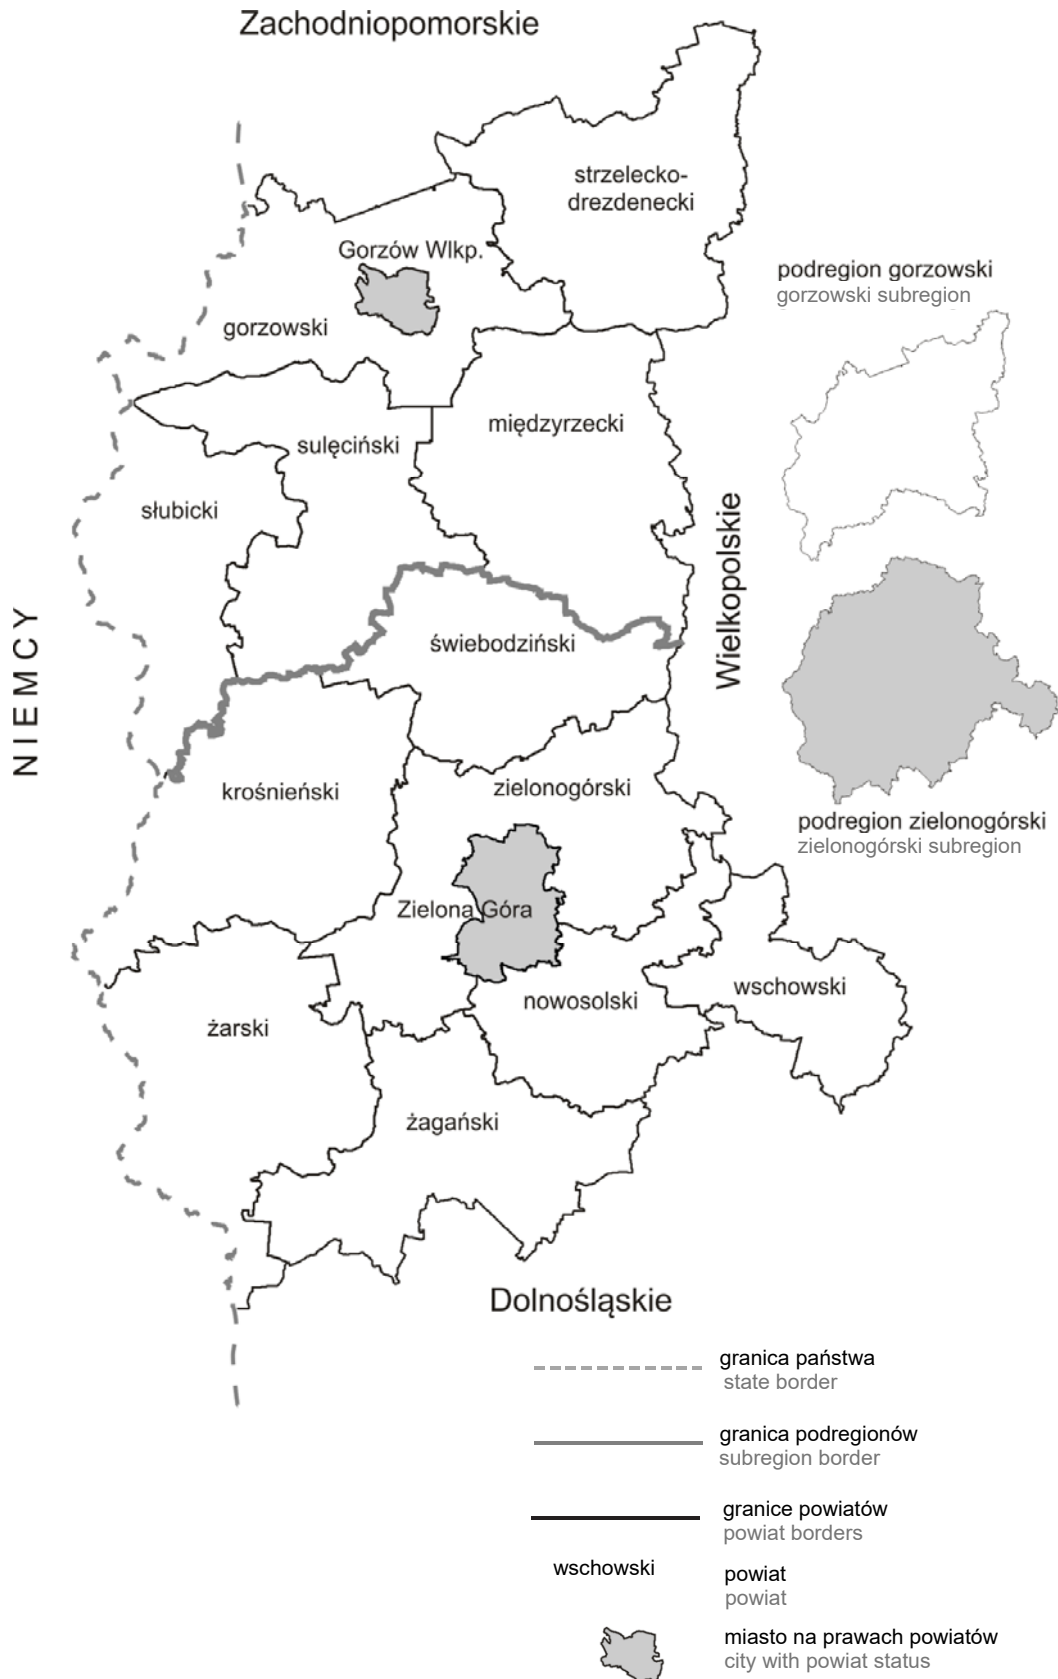 Zachodniopomorskie
strzelecko-
drezdenecki
Gorzów Wlkp.
gorzowski
podregion gorzowski
gorzowski subregion
międzyrzecki
sulęciński
słubicki
Wielkopolskie
NIEMCY
świebodziński
krośnieński
zielonogórski
podregion zielonogórski
zielonogórski subregion
Zielona Góra
wschowski
nowosolski
żarski
żagański
Dolnośląskie
granica państwa
state border
granica podregionów
subregion border
granice powiatów
powiat borders
wschowski
powiat
powiat
miasto na prawach powiatów
city with powiat status